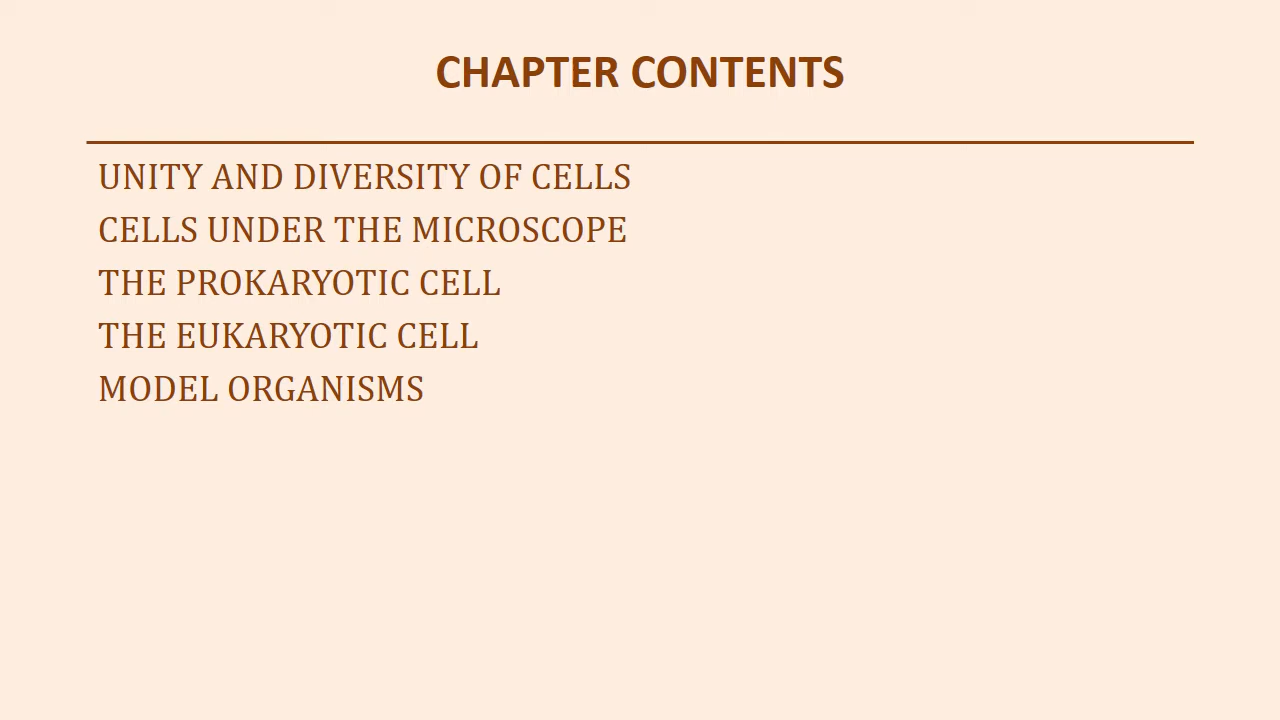 CHAPTER CONTENTS
UNITY AND DIVERSITY OF CELLS
CELLS UNDER THE MICROSCOPE
THE PROKARYOTIC CELL
THE EUKARYOTIC CELL
MODEL ORGANISMS